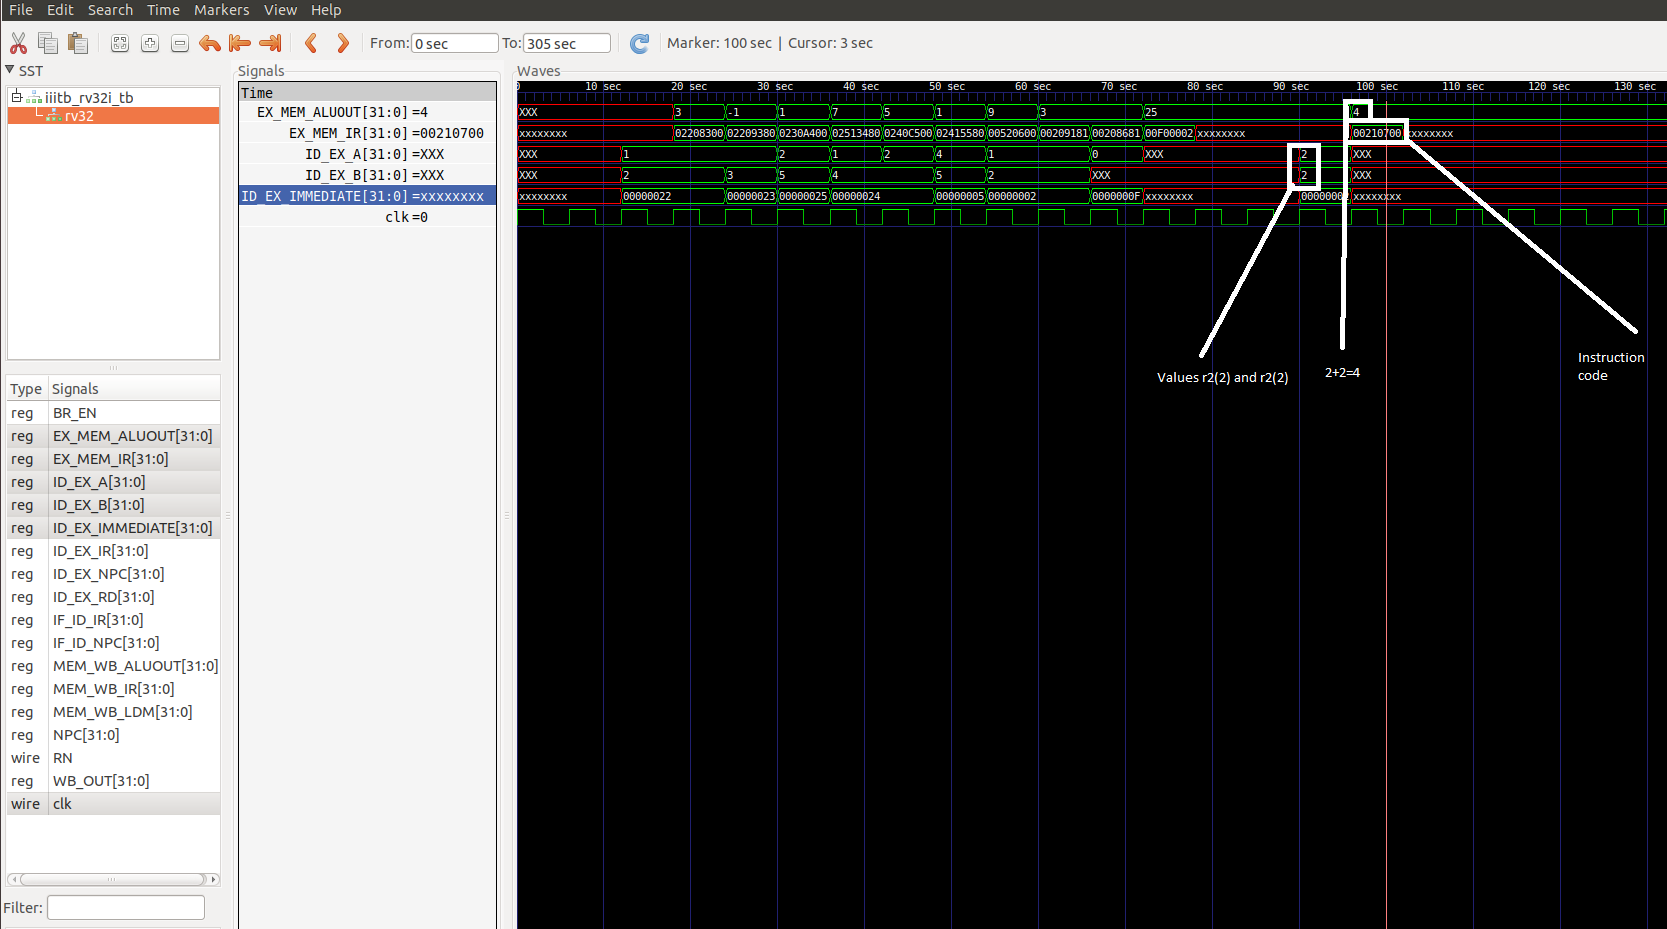 File Edit Search Time Markers View Help
From: 0 sec To: 305 sec Marker: 100 sec | Cursor: 3 sec
SST
iiitb_rv32i_tb
rv32
Type Signals
reg BR_EN
reg EX_MEM_ALUOUT[31:0]
reg EX_MEM_IR[31:0]
reg ID_EX_A[31:0]
reg ID_EX_B[31:0]
reg ID_EX_IMMEDIATE[31:0]
reg ID_EX_IR[31:0]
reg ID_EX_NPC[31:0]
reg ID_EX_RD[31:0]
reg IF_ID_IR[31:0]
reg IF_ID_NPC[31:0]
reg MEM_WB_ALUOUT[31:0]
reg MEM_WB_IR[31:0]
reg MEM_WB_LDM[31:0]
reg NPC[31:0]
wire RN
reg WB_OUT[31:0]
wire clk
Filter:
Signals
Time
EX_MEM_ALUOUT[31:0] =4
EX_MEM_IR[31:0] =00210700
ID_EX_A[31:0] =XXX
ID_EX_B[31:0] =XXX
ID_EX_IMMEDIATE[31:0] =xxxxxxxx
clk =0
Waves
10 sec 20 sec 30 sec 40 sec 50 sec 60 sec 70 sec 80 sec 90 sec 100 sec 110 sec 120 sec 130 sec
XXX 3 -1 1 7 5 1 9 3 25 4
xxxxxxxx 02208300 02209380 0230A400 02513480 0240C500 02415580 00520600 00209181 00208681 00F00002 xxxxxxxx 00210700 xxxxxxxx
XXX 1 2 1 2 4 1 0 XXX 2 XXX
XXX 2 3 5 4 5 2 XXX 2 XXX
xxxxxxxx 00000022 00000023 00000025 00000024 00000005 00000002 0000000F xxxxxxxx xxxxxxxx
Values r2(2) and r2(2)
2+2=4
Instruction
code